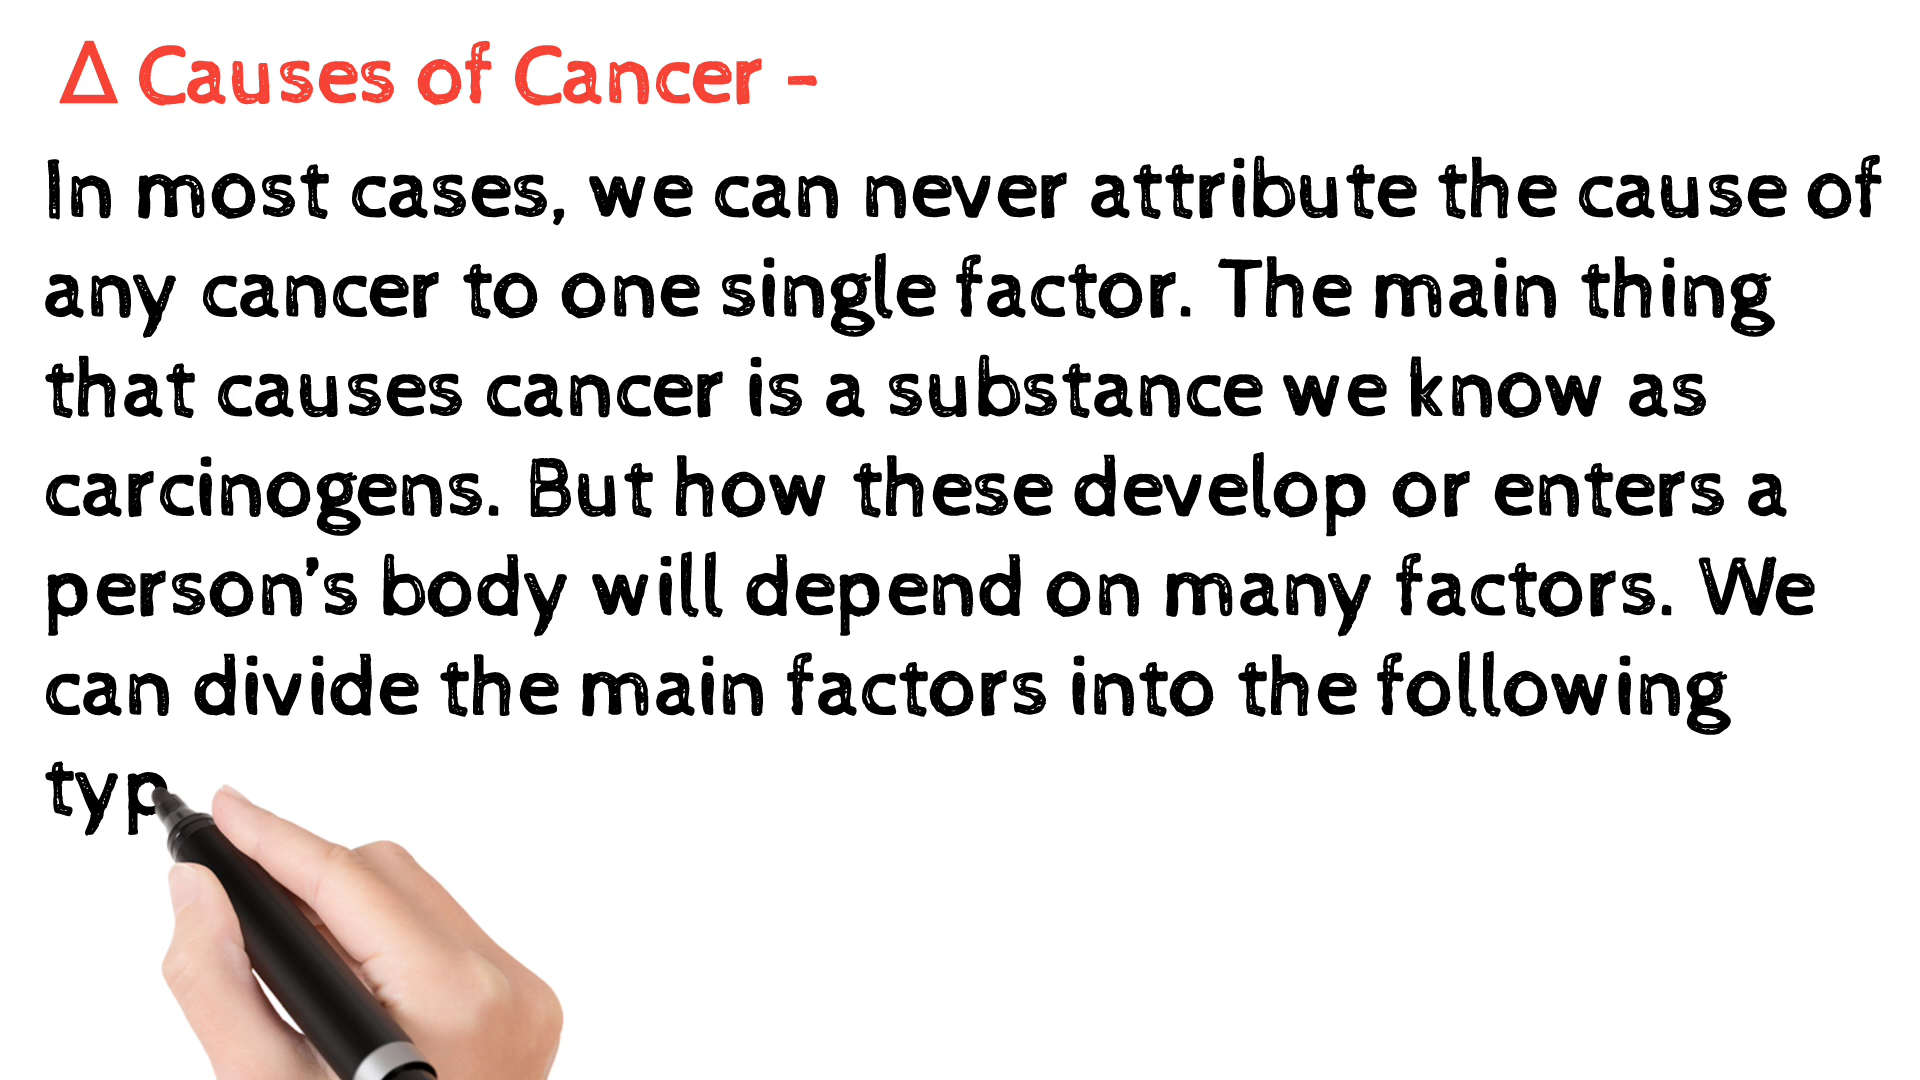 Δ Causes of Cancer -
In most cases, we can never attribute the cause of
any cancer to one single factor. The main thing
that causes cancer is a substance we know as
carcinogens. But how these develop or enters a
person's body will depend on many factors. We
can divide the main factors into the following
typ